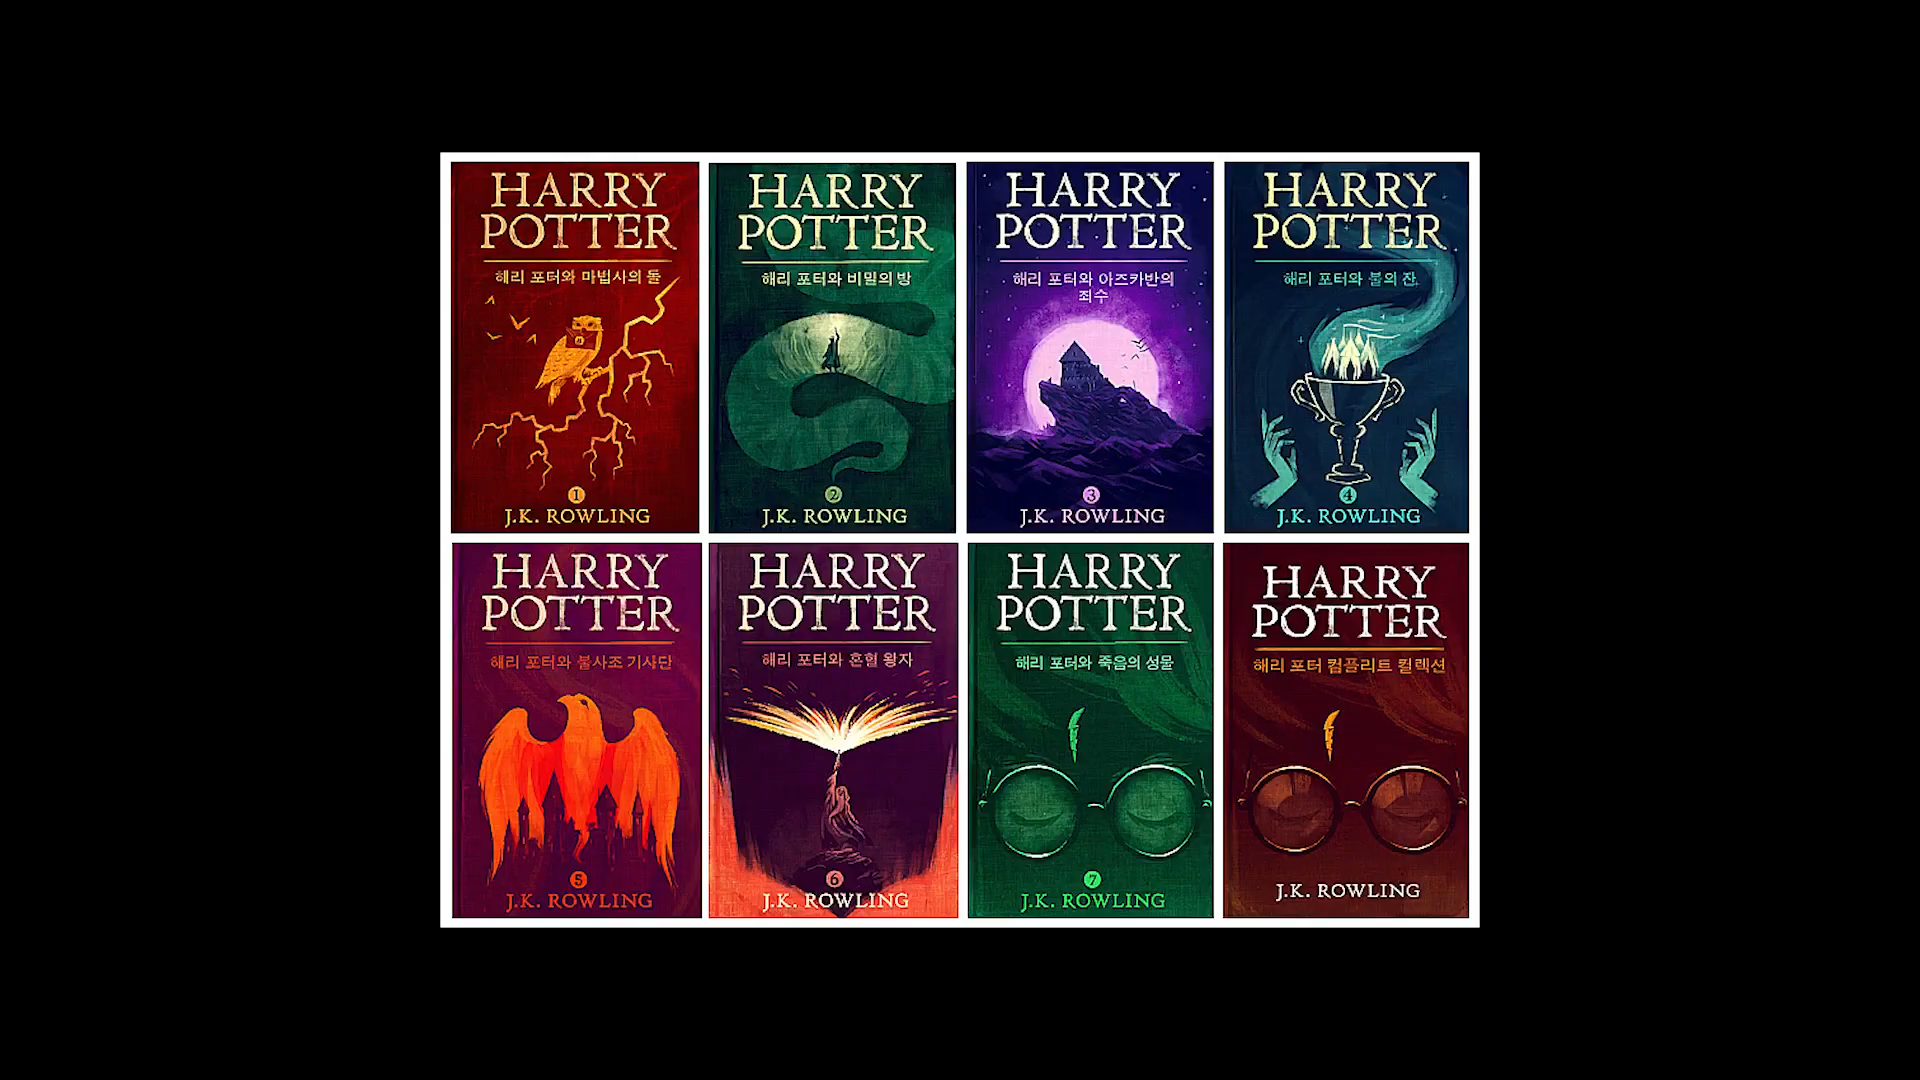 HARRY
POTTER
해리 포터와 마법사의 돌
1
J.K. ROWLING
HARRY
POTTER
해리 포터와 비밀의 방
2
J.K. ROWLING
HARRY
POTTER
해리 포터와 아즈카반의
죄수
3
J.K. ROWLING
HARRY
POTTER
해리 포터와 불의 잔
4
J.K. ROWLING
HARRY
POTTER
해리 포터와 불사조 기사단
5
J.K. ROWLING
HARRY
POTTER
해리 포터와 혼혈 왕자
6
J.K. ROWLING
HARRY
POTTER
해리 포터와 죽음의 성물
7
J.K. ROWLING
HARRY
POTTER
해리 포터 컴플리트 컬렉션
J.K. ROWLING